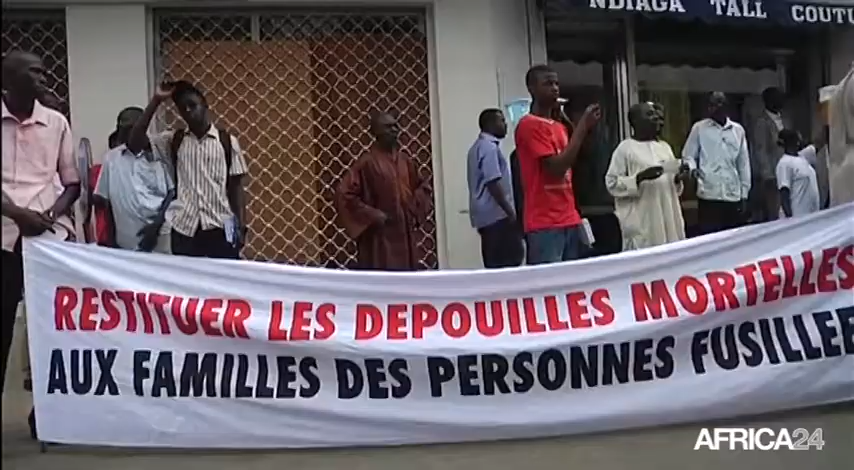 NDIAGA TALL COUTU
RESTITUER LES DEPOUILLES MORTELLES
AUX FAMILLES DES PERSONNES FUSILLEE
AFRICA24